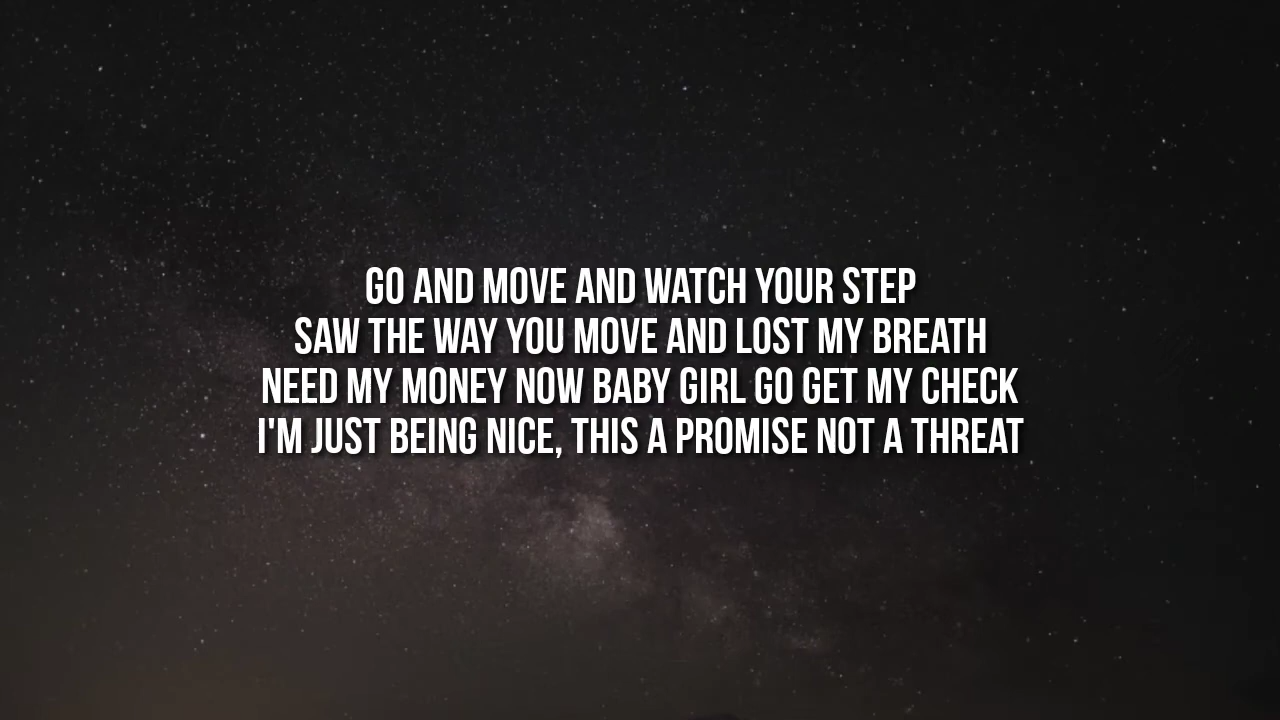 GO AND MOVE AND WATCH YOUR STEP
SAW THE WAY YOU MOVE AND LOST MY BREATH
NEED MY MONEY NOW BABY GIRL GO GET MY CHECK
I'M JUST BEING NICE, THIS A PROMISE NOT A THREAT